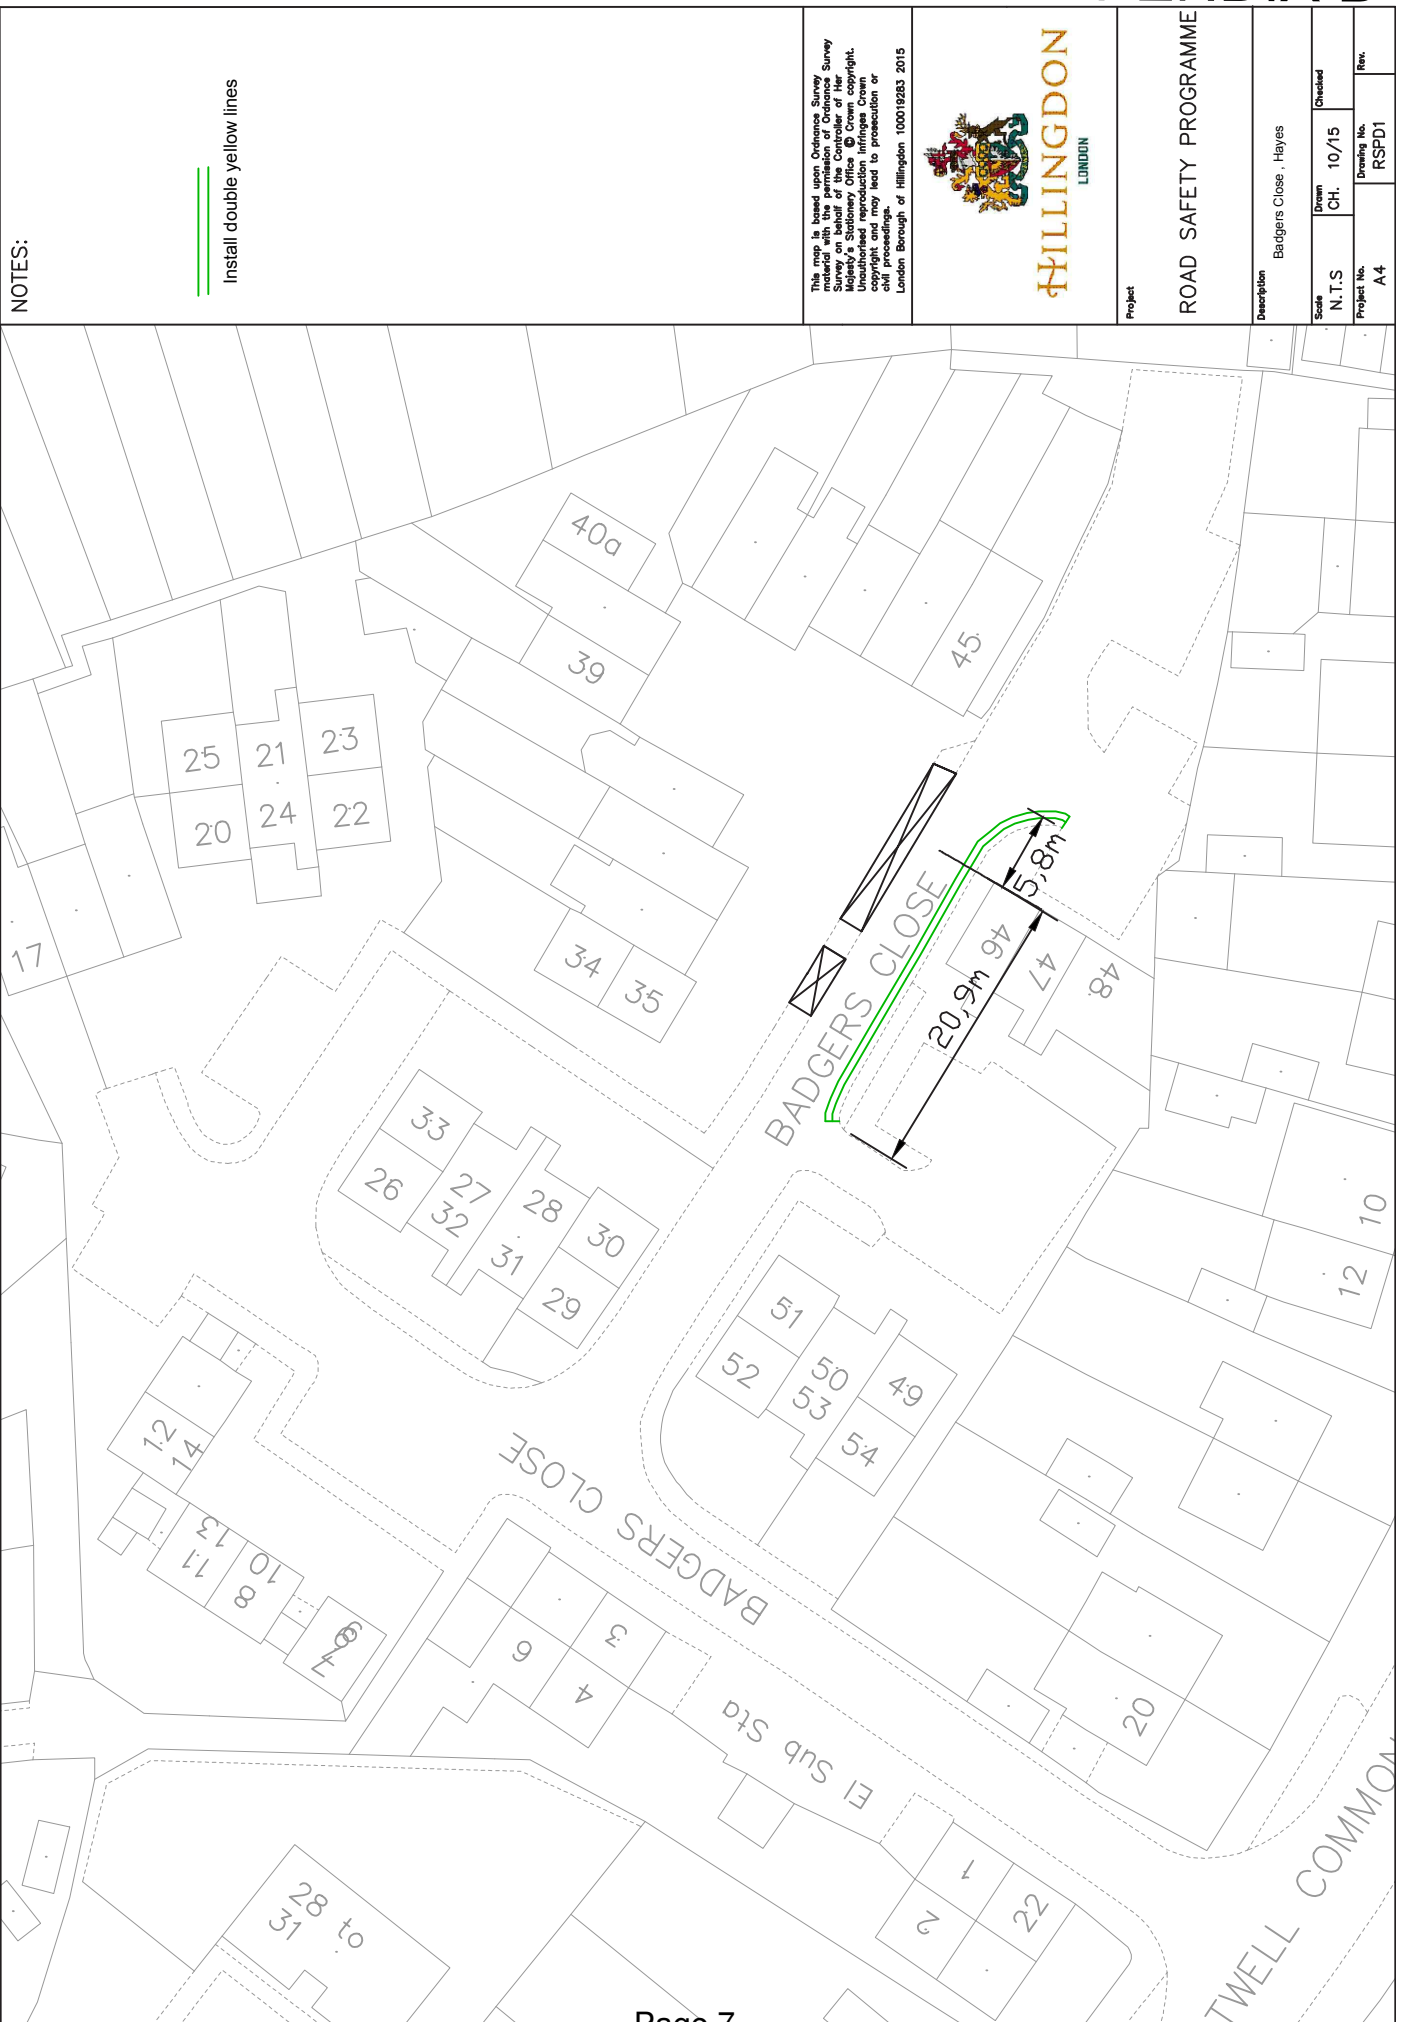 NOTES:
Install double yellow lines
This map is based upon Ordnance Survey
material with the permission of Ordnance Survey
Survey on behalf of the Controller of Her
Majesty's Stationery Office © Crown copyright.
Unauthorised reproduction infringes Crown
copyright and may lead to prosecution or
civil proceedings.
London Borough of Hillingdon 100019283 2015
HILLINGDON
LONDON
Project
ROAD SAFETY PROGRAMME
Description
Badgers Close , Hayes
Scale
N.T.S
Drawn
CH. 10/15
Checked
Project No.
A4
Drawing No.
RSPD1
Rev.
40a
39
45
25
21
23
20
24
22
17
34
35
BADGERS CLOSE
5,8m
20,9m
46
47
48
33
26
27
32
28
31
30
29
51
52
50
53
49
54
10
12
12
14
13
11
10
8
9
7
6
3
4
BADGERS CLOSE
El Sub Sta
20
1
2
22
28 to
31
TWELL COMMON
Page 7